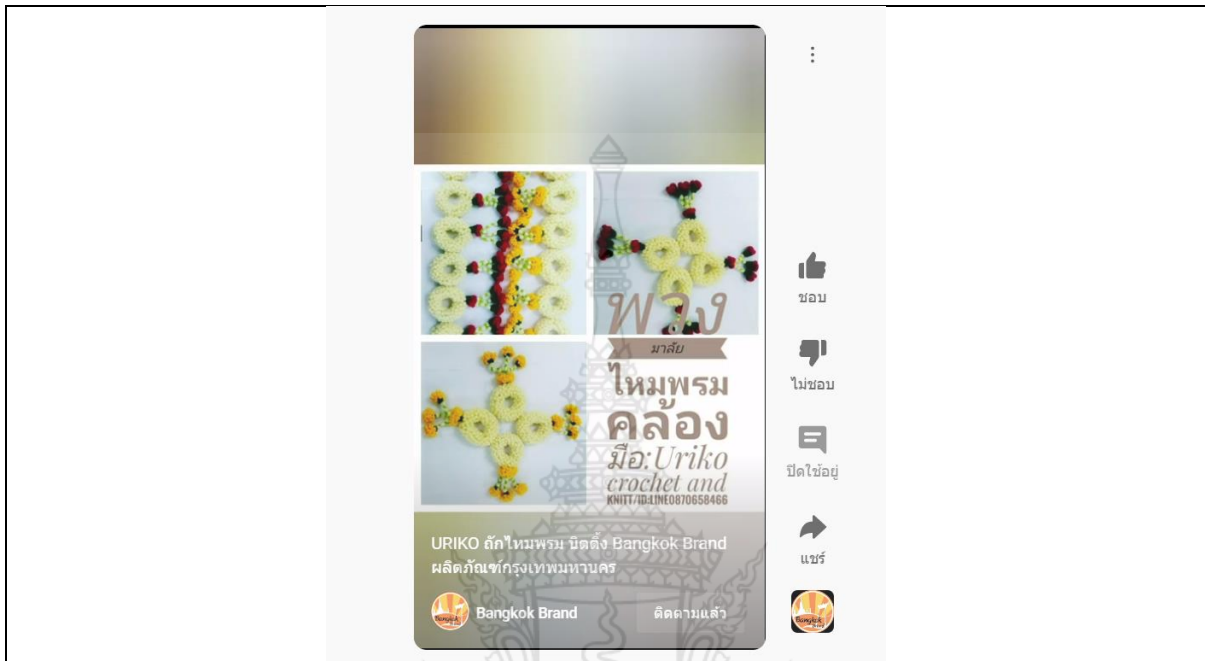 พวง
มาลัย
ไหมพรม
คล้อง
มือ:Uriko
crochet and
KNITT/ID:LINE0870658466
URIKO ถักไหมพรม นิตติ้ง Bangkok Brand
ผลิตภัณฑ์กรุงเทพมหานคร
Bangkok Brand
ติดตามแล้ว
ชอบ
ไม่ชอบ
ปิดใช้อยู่
แชร์